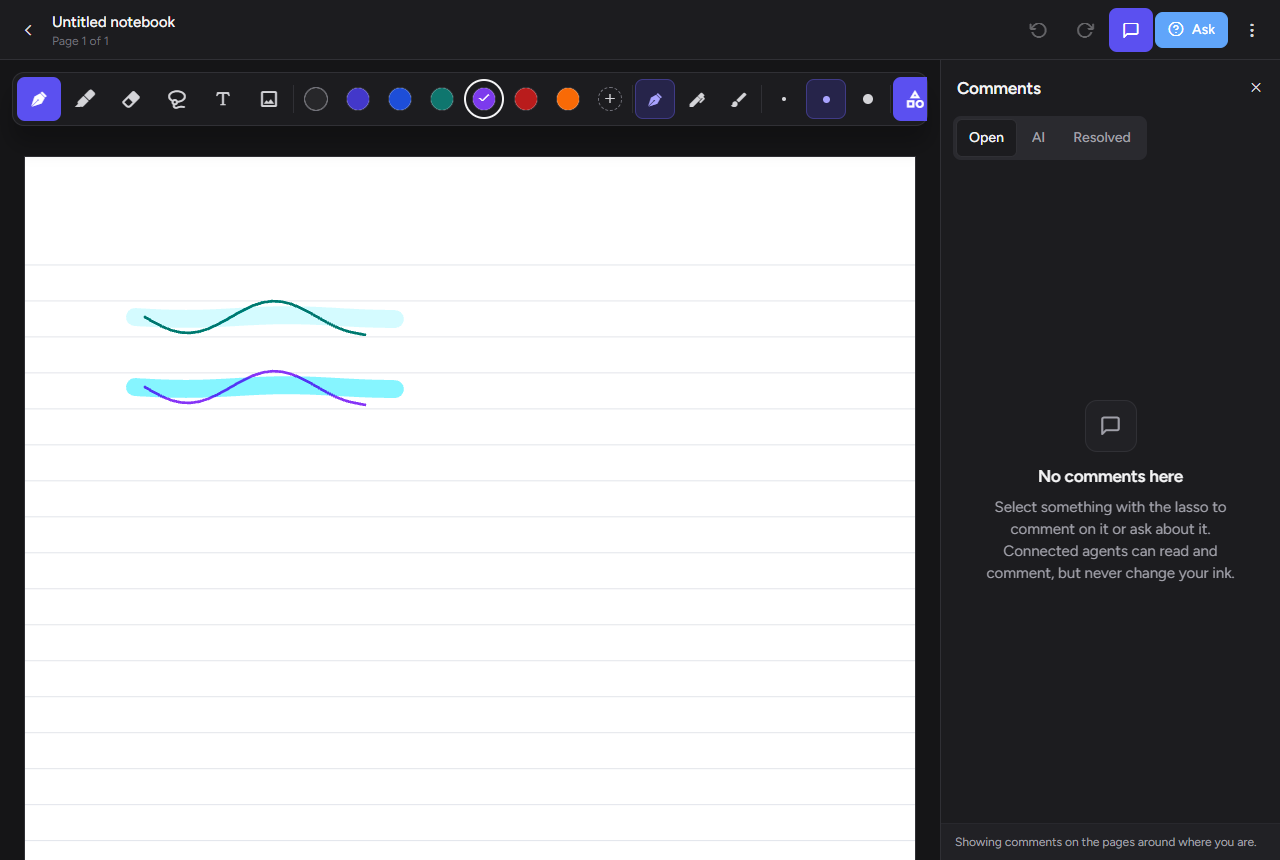 Untitled notebook
Page 1 of 1
Ask
T
Comments
Open AI Resolved
No comments here
Select something with the lasso to
comment on it or ask about it.
Connected agents can read and
comment, but never change your ink.
Showing comments on the pages around where you are.